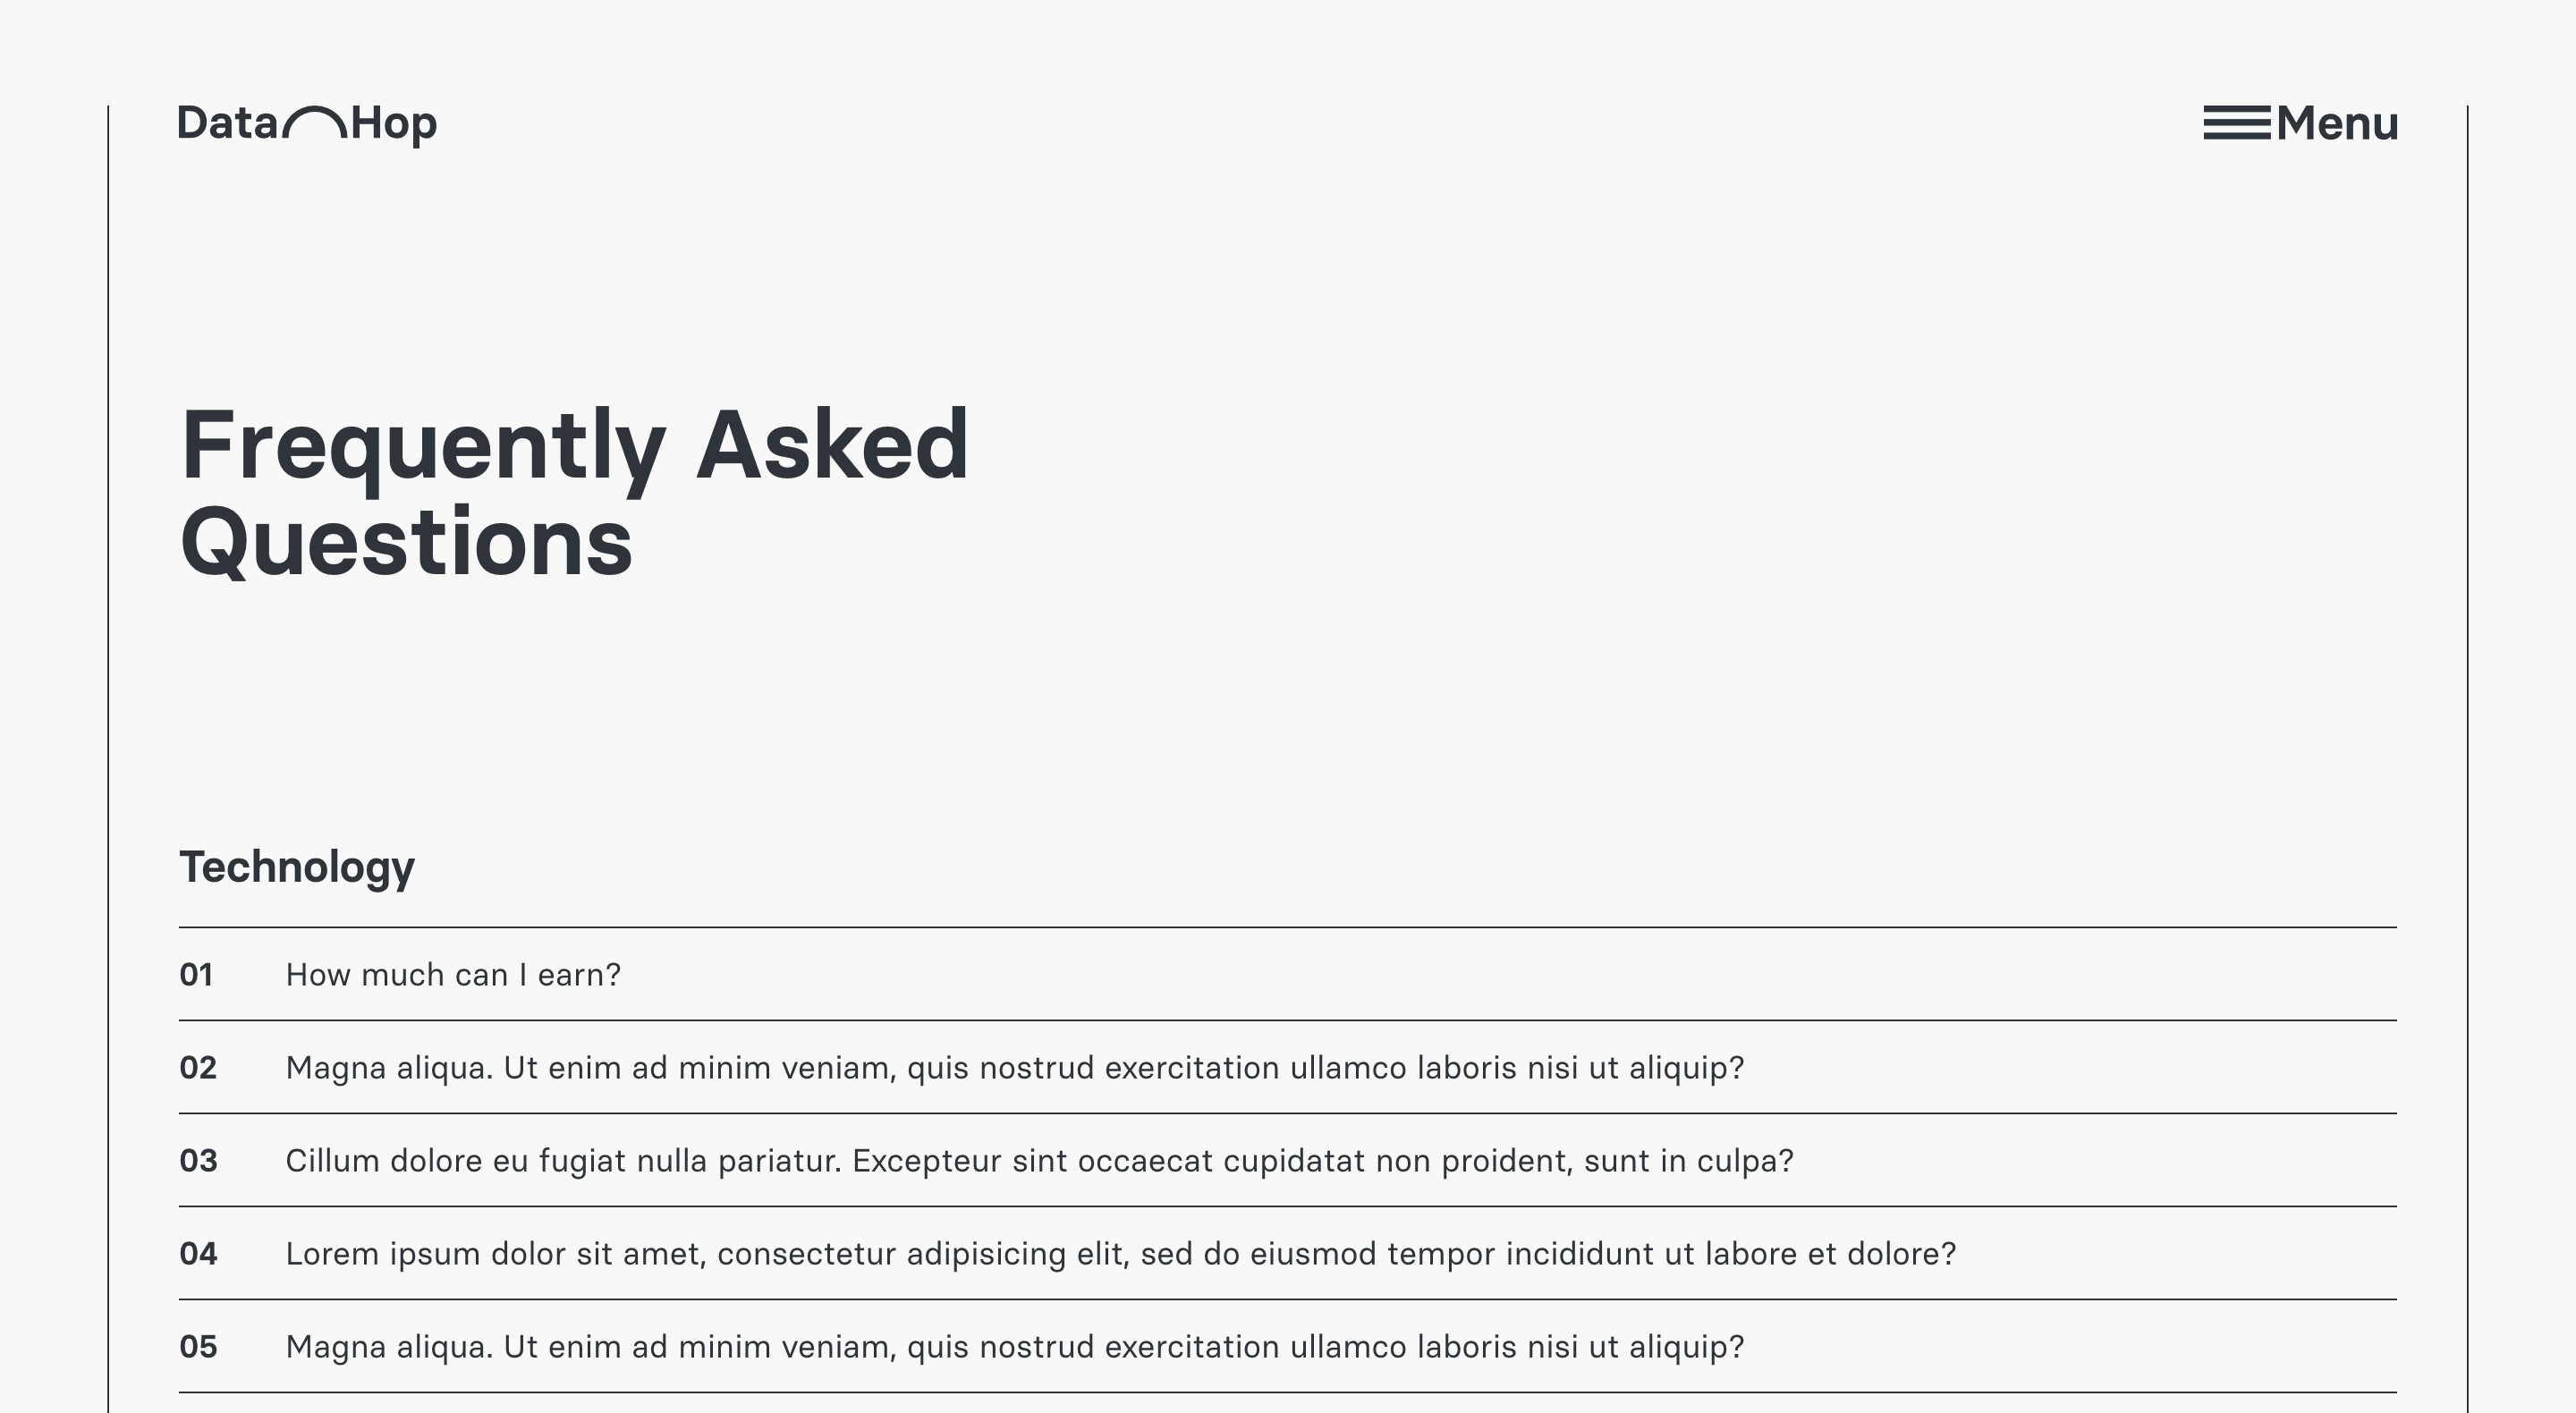 Data Hop
Menu
Frequently Asked
Questions
Technology
01 How much can I earn?
02 Magna aliqua. Ut enim ad minim veniam, quis nostrud exercitation ullamco laboris nisi ut aliquip?
03 Cillum dolore eu fugiat nulla pariatur. Excepteur sint occaecat cupidatat non proident, sunt in culpa?
04 Lorem ipsum dolor sit amet, consectetur adipisicing elit, sed do eiusmod tempor incididunt ut labore et dolore?
05 Magna aliqua. Ut enim ad minim veniam, quis nostrud exercitation ullamco laboris nisi ut aliquip?